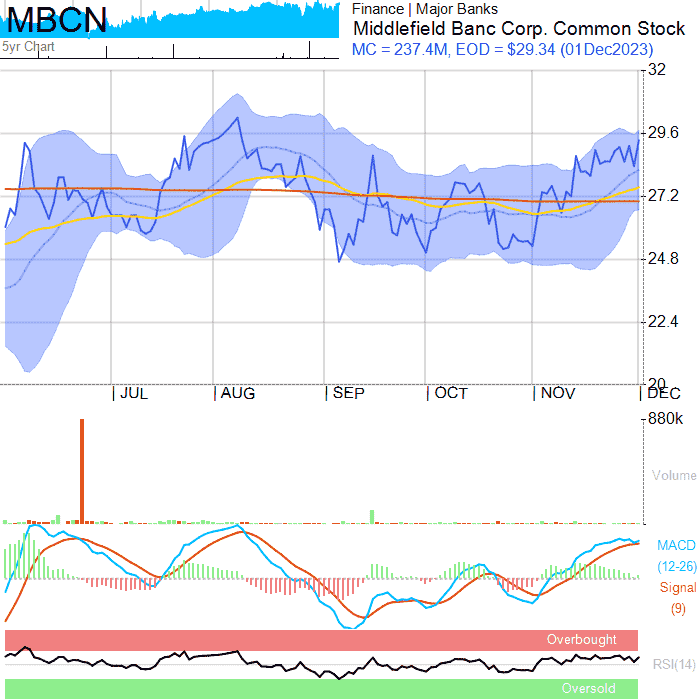 MBCN
5yr Chart
Finance | Major Banks
Middlefield Banc Corp. Common Stock
MC = 237.4M, EOD = $29.34 (01Dec2023)
32
29.6
27.2
24.8
22.4
20
JUL AUG SEP OCT NOV DEC
880k
Volume
MACD
(12-26)
Signal
(9)
Overbought
RSI(14)
Oversold